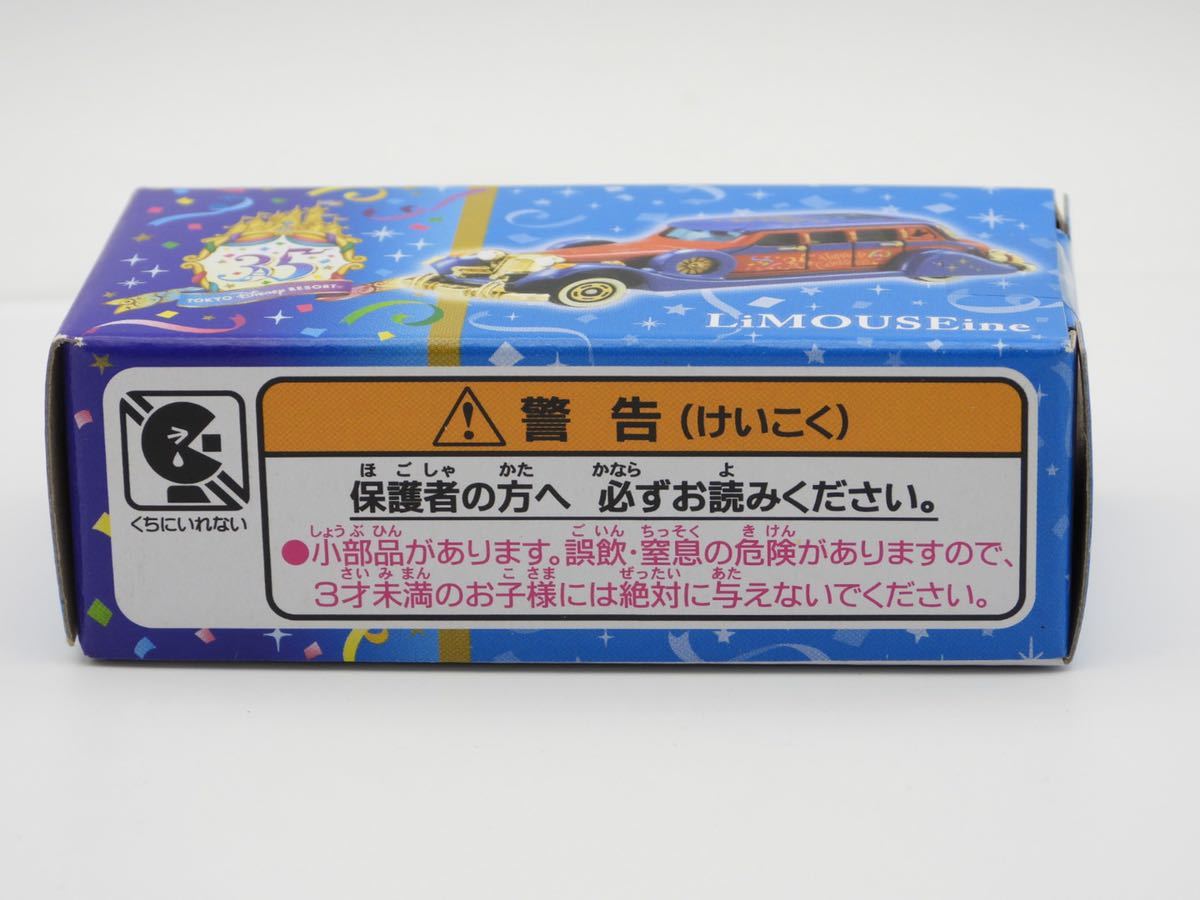 35
TOKYO Disney RESORT
LiMOUSEine
警告(けいこく)
ほごしゃ かた かなら よ
保護者の方へ 必ずお読みください。
くちにいれない
しょうぶひん ごいん ちっそく きけん
●小部品があります。誤飲・窒息の危険がありますので、
さいみまん こさま ぜったい あた
3才未満のお子様には絶対に与えないでください。